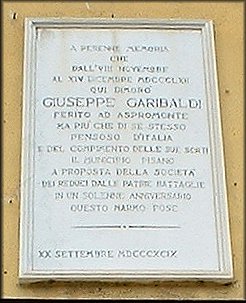 A PERENNE MEMORIA
CHE
DALL'VIII NOVEMBRE
AL XIV DICEMBRE MDCCCLXII
QUI DIMORÒ
GIUSEPPE GARIBALDI
FERITO AD ASPROMONTE
MA PIÙ CHE DI SE STESSO
PENSOSO D'ITALIA
E DEL COMPIMENTO DELLE SUE SORTI
IL MUNICIPIO PISANO
A PROPOSTA DELLA SOCIETÀ
DEI REDUCI DALLE PATRIE BATTAGLIE
IN UN SOLENNE ANNIVERSARIO
QUESTO MARMO POSE
XX SETTEMBRE MDCCCXCIX